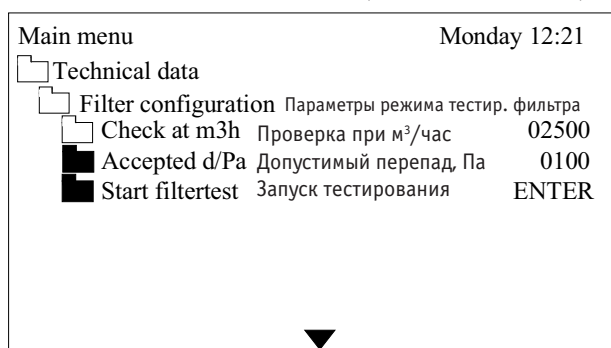 Main menu Monday 12:21
Technical data
Filter configuration Параметры режима тестир. фильтра
Check at m3h Проверка при м³/час 02500
Accepted d/Pa Допустимый перепад, Па 0100
Start filtertest Запуск тестирования ENTER